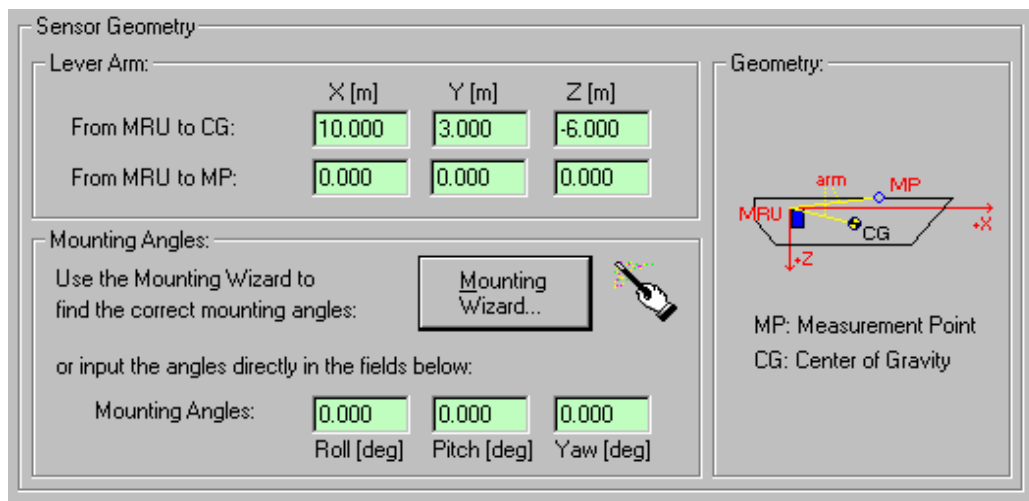 Sensor Geometry
Lever Arm:
X [m] Y [m] Z [m]
From MRU to CG: 10.000 3.000 -6.000
From MRU to MP: 0.000 0.000 0.000
Mounting Angles:
Use the Mounting Wizard to
find the correct mounting angles:
Mounting
Wizard...
or input the angles directly in the fields below:
Mounting Angles: 0.000 0.000 0.000
Roll [deg] Pitch [deg] Yaw [deg]
Geometry:
arm MP
MRU
CG +X
+Z
MP: Measurement Point
CG: Center of Gravity